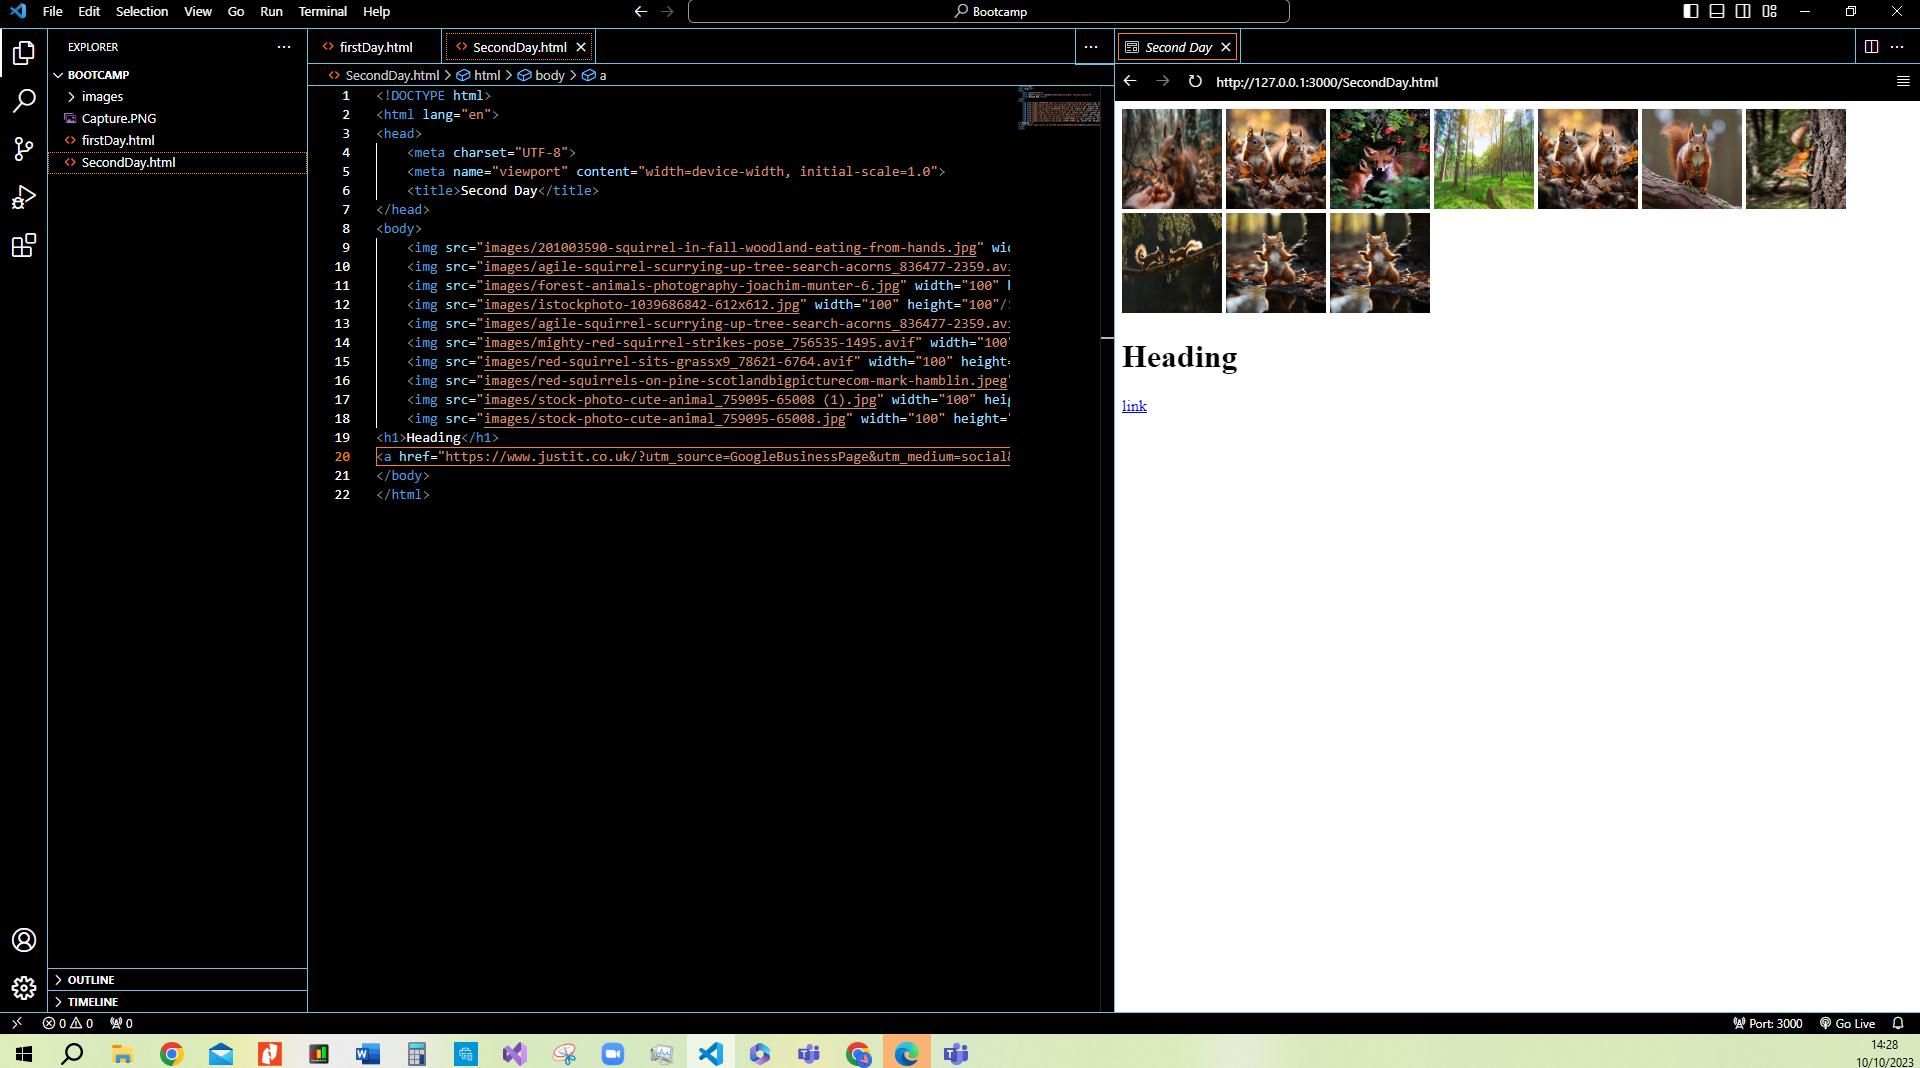 File Edit Selection View Go Run Terminal Help
Bootcamp
EXPLORER
BOOTCAMP
images
Capture.PNG
firstDay.html
SecondDay.html
OUTLINE
TIMELINE
firstDay.html SecondDay.html
SecondDay.html > html > body > a
1 <!DOCTYPE html>
2 <html lang="en">
3 <head>
4 <meta charset="UTF-8">
5 <meta name="viewport" content="width=device-width, initial-scale=1.0">
6 <title>Second Day</title>
7 </head>
8 <body>
9 <img src="images/201003590-squirrel-in-fall-woodland-eating-from-hands.jpg" wid
10 <img src="images/agile-squirrel-scurrying-up-tree-search-acorns_836477-2359.avi
11 <img src="images/forest-animals-photography-joachim-munter-6.jpg" width="100" h
12 <img src="images/istockphoto-1039686842-612x612.jpg" width="100" height="100"/>
13 <img src="images/agile-squirrel-scurrying-up-tree-search-acorns_836477-2359.avi
14 <img src="images/mighty-red-squirrel-strikes-pose_756535-1495.avif" width="100"
15 <img src="images/red-squirrel-sits-grassx9_78621-6764.avif" width="100" height=
16 <img src="images/red-squirrels-on-pine-scotlandbigpicturecom-mark-hamblin.jpeg"
17 <img src="images/stock-photo-cute-animal_759095-65008 (1).jpg" width="100" heig
18 <img src="images/stock-photo-cute-animal_759095-65008.jpg" width="100" height="
19 <h1>Heading</h1>
20 <a href="https://www.justit.co.uk/?utm_source=GoogleBusinessPage&utm_medium=social&
21 </body>
22 </html>
Second Day
http://127.0.0.1:3000/SecondDay.html
Heading
link
0 0 0
Port: 3000 Go Live
14:28
10/10/2023